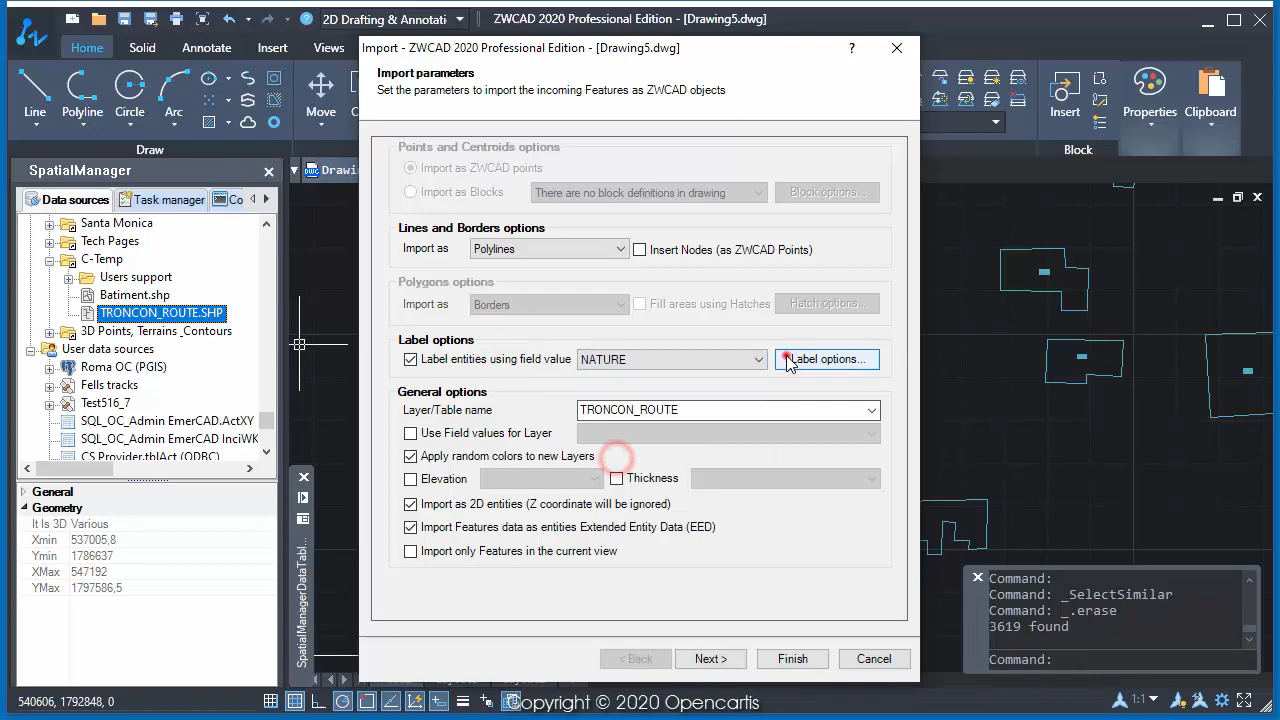 2D Drafting & Annotati
ZWCAD 2020 Professional Edition - [Drawing5.dwg]
Home
Solid
Annotate
Insert
Views
Line
Polyline
Circle
Arc
Move
Draw
Insert
Block
Properties
Clipboard
SpatialManager
Data sources
Task manager
Co
Santa Monica
Tech Pages
C-Temp
Users support
Batiment.shp
TRONCON_ROUTE.SHP
3D Points, Terrains _Contours
User data sources
Roma OC (PGIS)
Fells tracks
Test516_7
SQL_OC_Admin EmerCAD.ActXY
SQL_OC_Admin EmerCAD InciWK
CS Provider.tblAct (ODBC)
General
Geometry
It Is 3D Various
Xmin 537005,8
Ymin 1786637
XMax 547192
YMax 1797586,5
SpatialManagerDataTabl..
Drawin
Import - ZWCAD 2020 Professional Edition - [Drawing5.dwg]
?
Import parameters
Set the parameters to import the incoming Features as ZWCAD objects
Points and Centroids options
Import as ZWCAD points
Import as Blocks
There are no block definitions in drawing
Block options...
Lines and Borders options
Import as
Polylines
Insert Nodes (as ZWCAD Points)
Polygons options
Import as
Borders
Fill areas using Hatches
Hatch options...
Label options
Label entities using field value
NATURE
Label options...
General options
Layer/Table name
TRONCON_ROUTE
Use Field values for Layer
Apply random colors to new Layers
Elevation
Thickness
Import as 2D entities (Z coordinate will be ignored)
Import Features data as entities Extended Entity Data (EED)
Import only Features in the current view
< Back
Next >
Finish
Cancel
Command:
Command: _SelectSimilar
Command: _.erase
3619 found
Command:
540606, 1792848, 0
Copyright © 2020 Opencartis
1:1